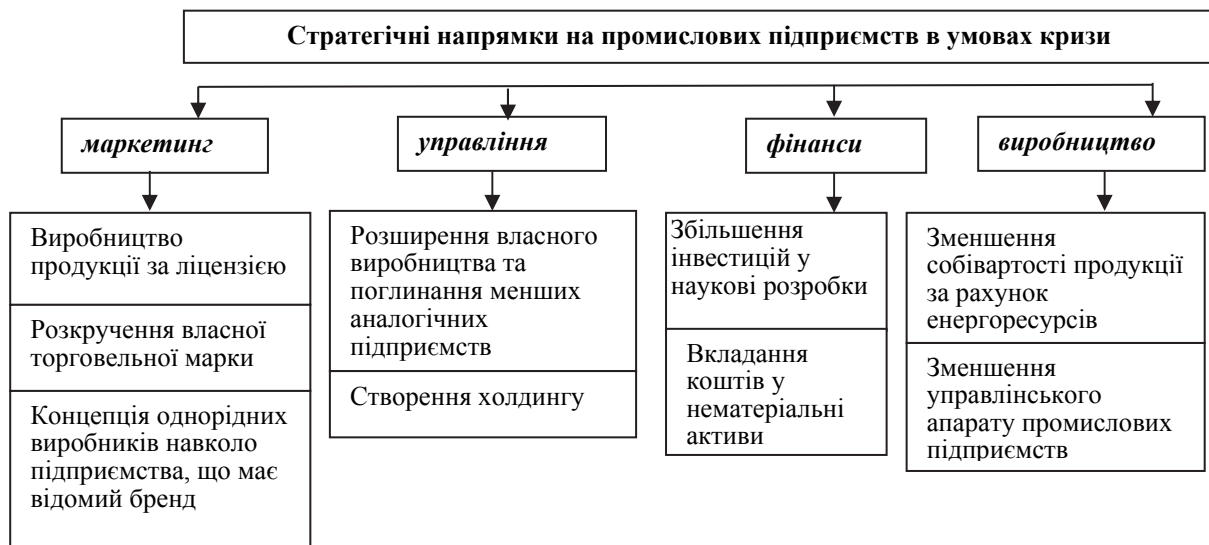 Стратегічні напрямки на промислових підприємств в умовах кризи
маркетинг
управління
фінанси
виробництво
Виробництво
продукції за ліцензією
Розкручення власної
торговельної марки
Концепція однорідних
виробників навколо
підприємства, що має
відомий бренд
Розширення власного
виробництва та
поглинання менших
аналогічних
підприємств
Створення холдингу
Збільшення
інвестицій у
наукові розробки
Вкладання
коштів у
нематеріальні
активи
Зменшення
собівартості продукції
за рахунок
енергоресурсів
Зменшення
управлінського
апарату промислових
підприємств